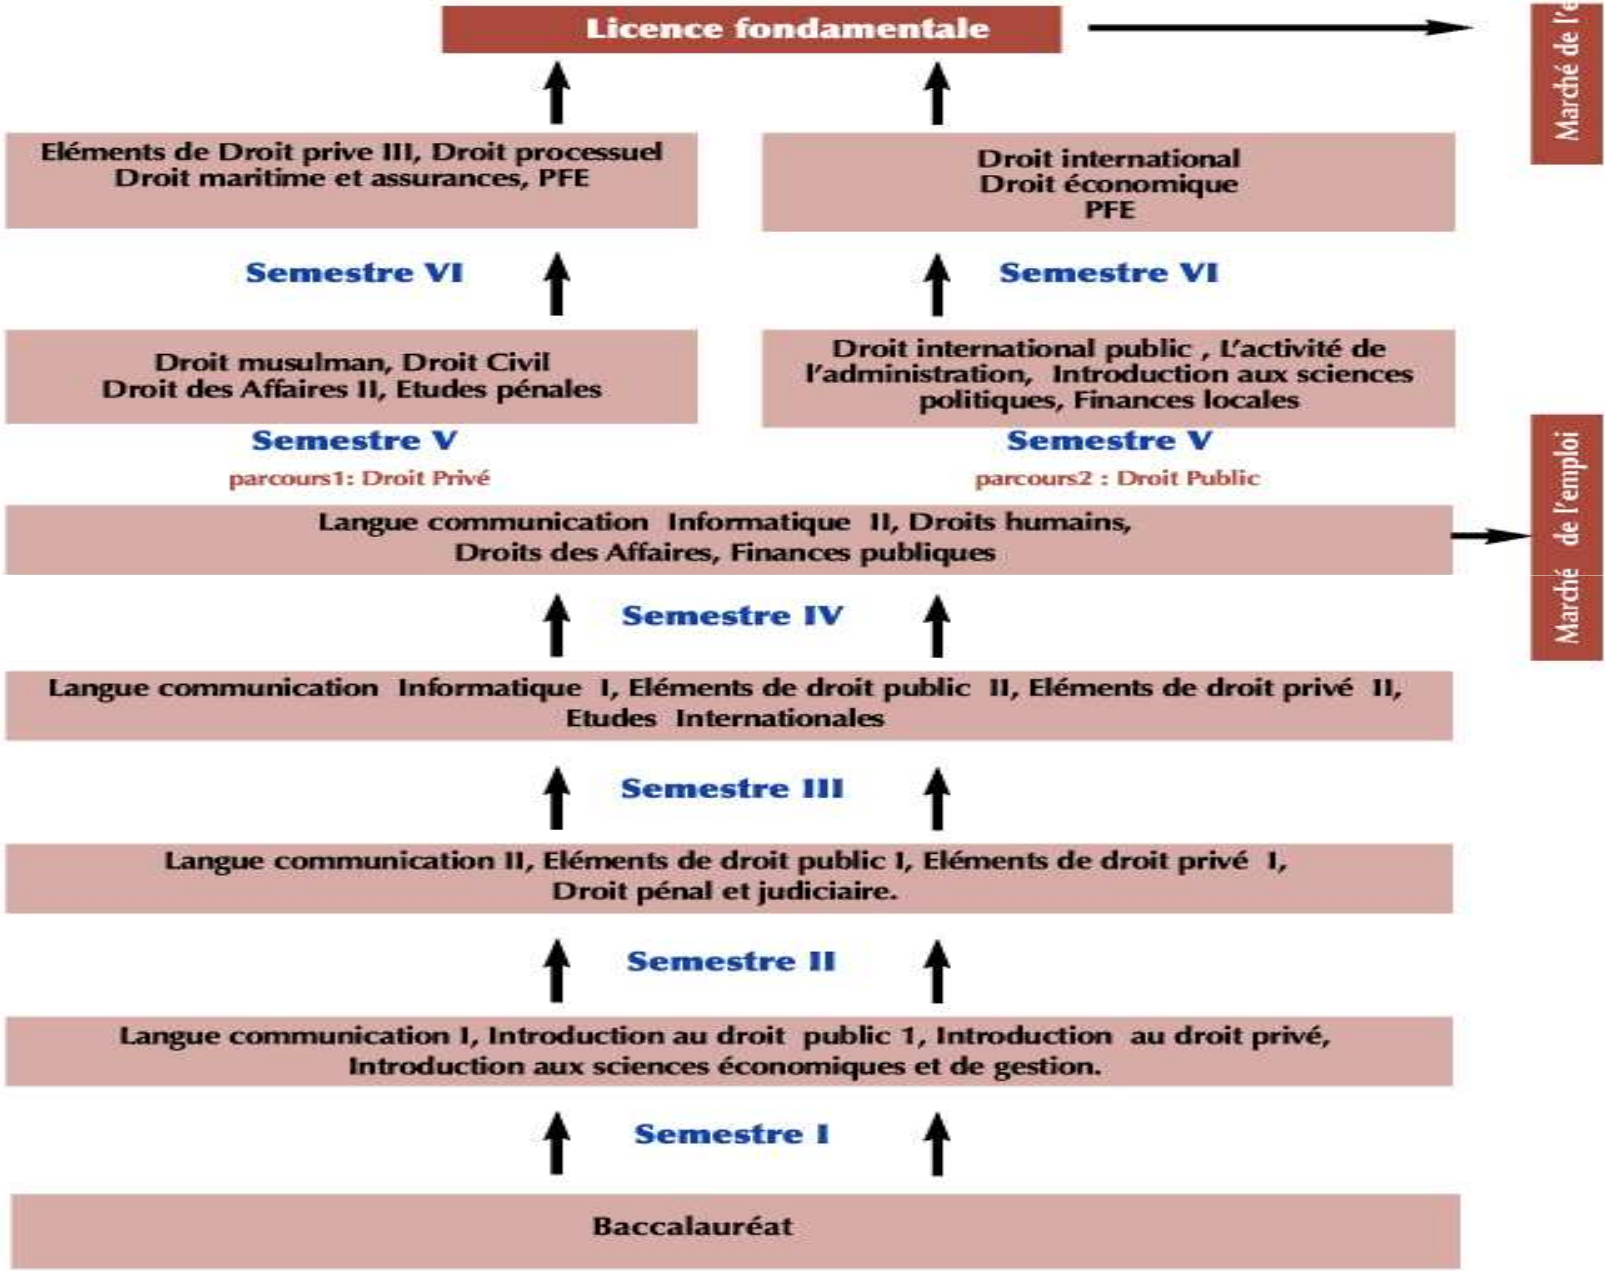 Licence fondamentale
Marché de l'e
Eléments de Droit prive III, Droit processuel
Droit maritime et assurances, PFE
Droit international
Droit économique
PFE
Semestre VI
Semestre VI
Droit musulman, Droit Civil
Droit des Affaires II, Etudes pénales
Droit international public , L'activité de
l'administration, Introduction aux sciences
politiques, Finances locales
Semestre V
Semestre V
parcours1: Droit Privé
parcours2 : Droit Public
Marché de l'emploi
Langue communication Informatique II, Droits humains,
Droits des Affaires, Finances publiques
Semestre IV
Langue communication Informatique I, Eléments de droit public II, Eléments de droit privé II,
Etudes Internationales
Semestre III
Langue communication II, Eléments de droit public I, Eléments de droit privé I,
Droit pénal et judiciaire.
Semestre II
Langue communication I, Introduction au droit public 1, Introduction au droit privé,
Introduction aux sciences économiques et de gestion.
Semestre I
Baccalauréat